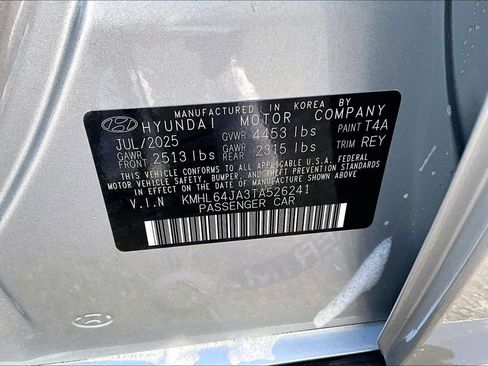 MANUFACTURED IN KOREA BY
HYUNDAI MOTOR COMPANY
JUL/2025 GVWR 4453 lbs PAINT T4A
GAWR FRONT 2513 lbs GAWR REAR 2315 lbs TRIM REY
THIS VEHICLE CONFORMS TO ALL APPLICABLE U.S.A. FEDERAL
MOTOR VEHICLE SAFETY, BUMPER, AND THEFT PREVENTION
STANDARDS IN EFFECT ON THE DATE OF MANUFACTURE SHOWN ABOVE.
V.I.N KMHL64JA3TA526241
PASSENGER CAR